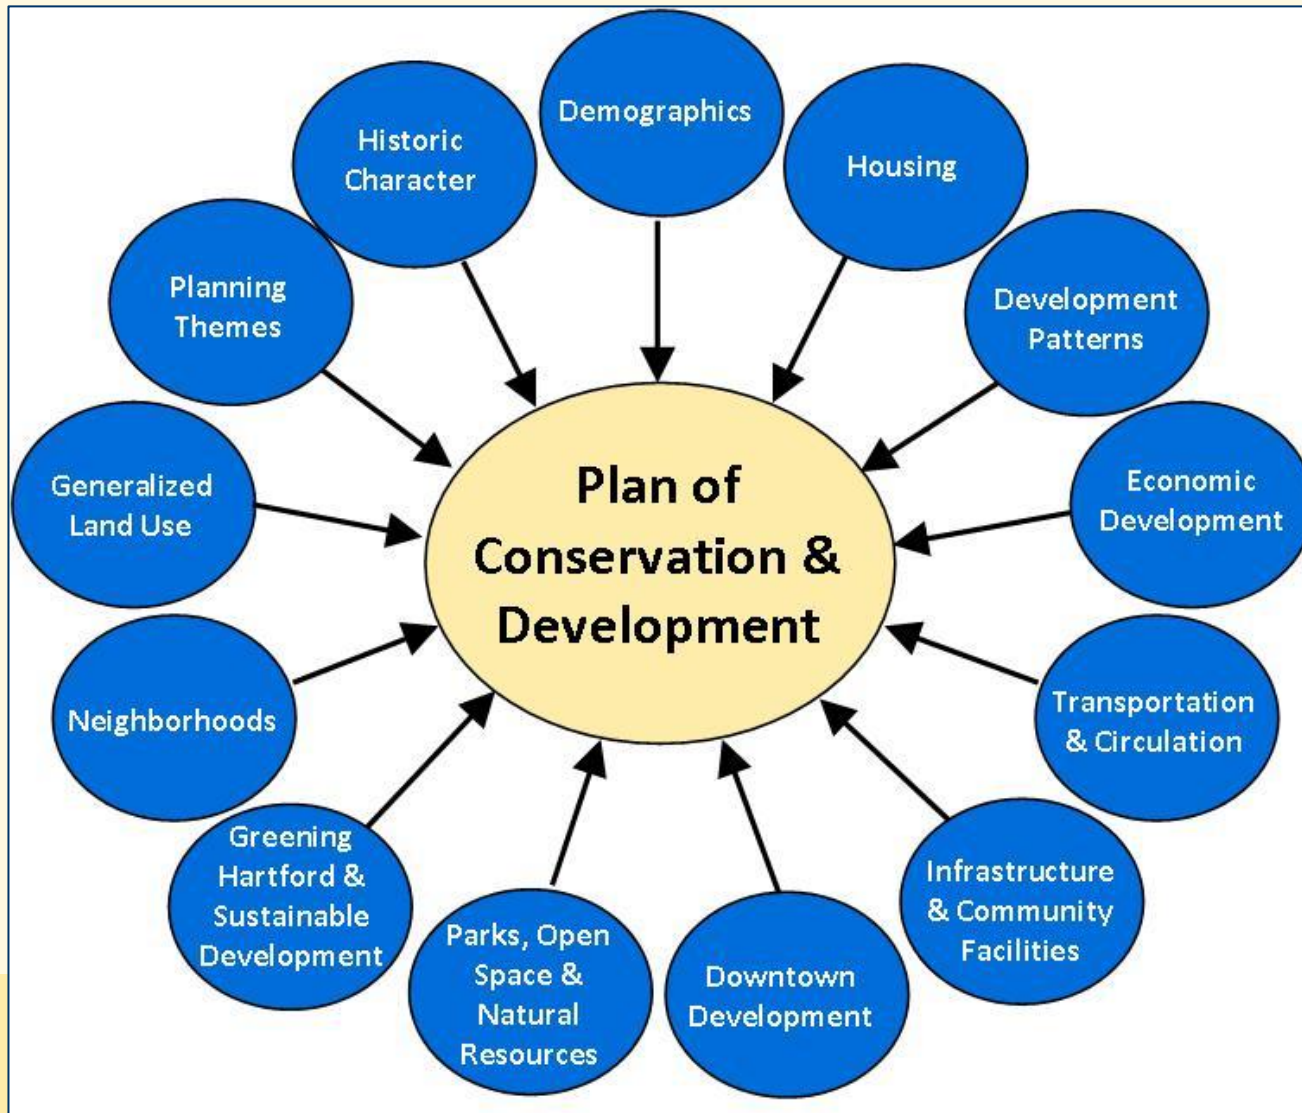 Demographics
Historic
Character
Housing
Planning
Themes
Development
Patterns
Generalized
Land Use
Economic
Development
Plan of
Conservation &
Development
Neighborhoods
Transportation
& Circulation
Greening
Hartford &
Sustainable
Development
Infrastructure
& Community
Facilities
Parks, Open
Space &
Natural
Resources
Downtown
Development